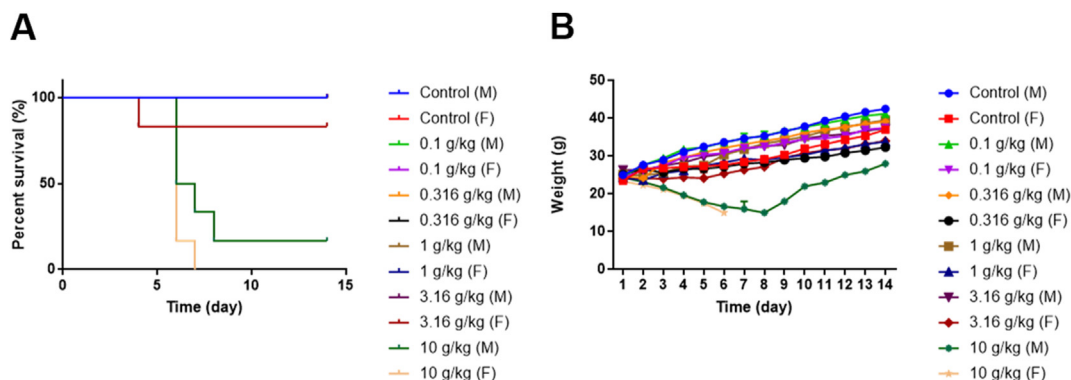 A
Percent survival (%)
100
50
0
0 5 10 15
Time (day)
Control (M)
Control (F)
0.1 g/kg (M)
0.1 g/kg (F)
0.316 g/kg (M)
0.316 g/kg (F)
1 g/kg (M)
1 g/kg (F)
3.16 g/kg (M)
3.16 g/kg (F)
10 g/kg (M)
10 g/kg (F)
B
Weight (g)
50
40
30
20
10
0
1 2 3 4 5 6 7 8 9 10 11 12 13 14
Time (day)
Control (M)
Control (F)
0.1 g/kg (M)
0.1 g/kg (F)
0.316 g/kg (M)
0.316 g/kg (F)
1 g/kg (M)
1 g/kg (F)
3.16 g/kg (M)
3.16 g/kg (F)
10 g/kg (M)
10 g/kg (F)